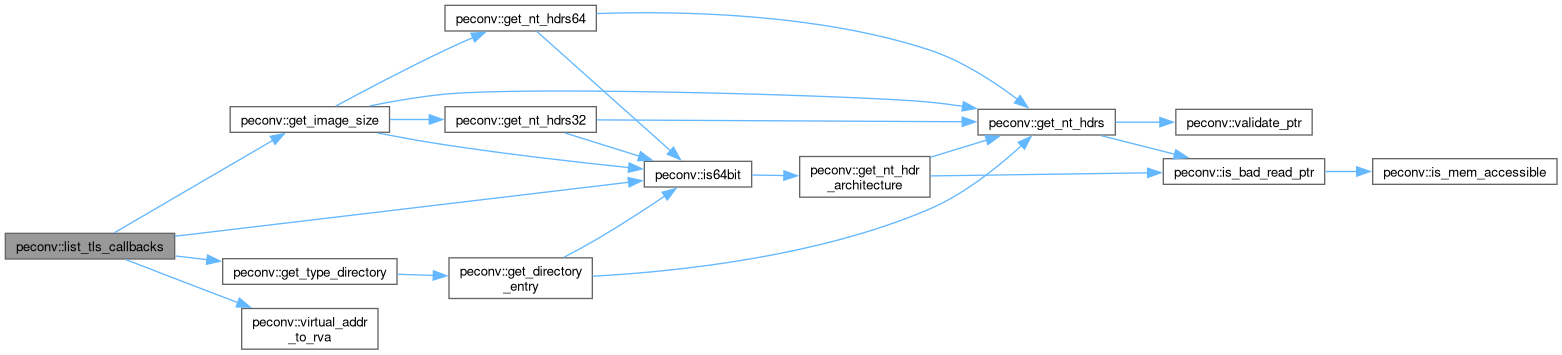 peconv::list_tls_callbacks
peconv::get_image_size
peconv::get_nt_hdrs64
peconv::get_nt_hdrs32
peconv::is64bit
peconv::get_type_directory
peconv::get_directory
_entry
peconv::virtual_addr
_to_rva
peconv::get_nt_hdr
_architecture
peconv::get_nt_hdrs
peconv::validate_ptr
peconv::is_bad_read_ptr
peconv::is_mem_accessible